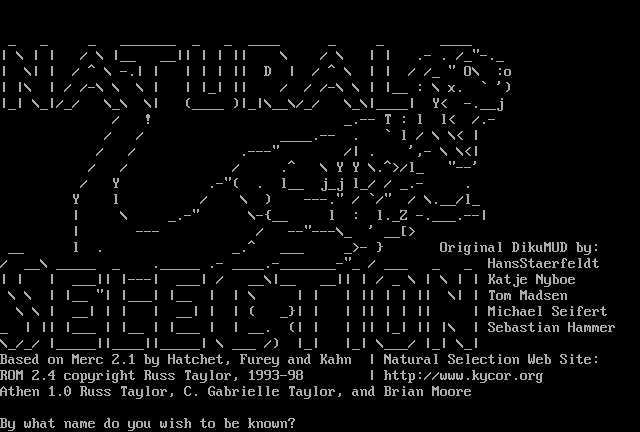 NATURAL
SELECTION
Original DikuMUD by:
HansStaerfeldt
Katje Nyboe
Tom Madsen
Michael Seifert
Sebastian Hammer
Based on Merc 2.1 by Hatchet, Furey and Kahn | Natural Selection Web Site:
ROM 2.4 copyright Russ Taylor, 1993-98 | http://www.kycor.org
Athen 1.0 Russ Taylor, C. Gabrielle Taylor, and Brian Moore
By what name do you wish to be known?